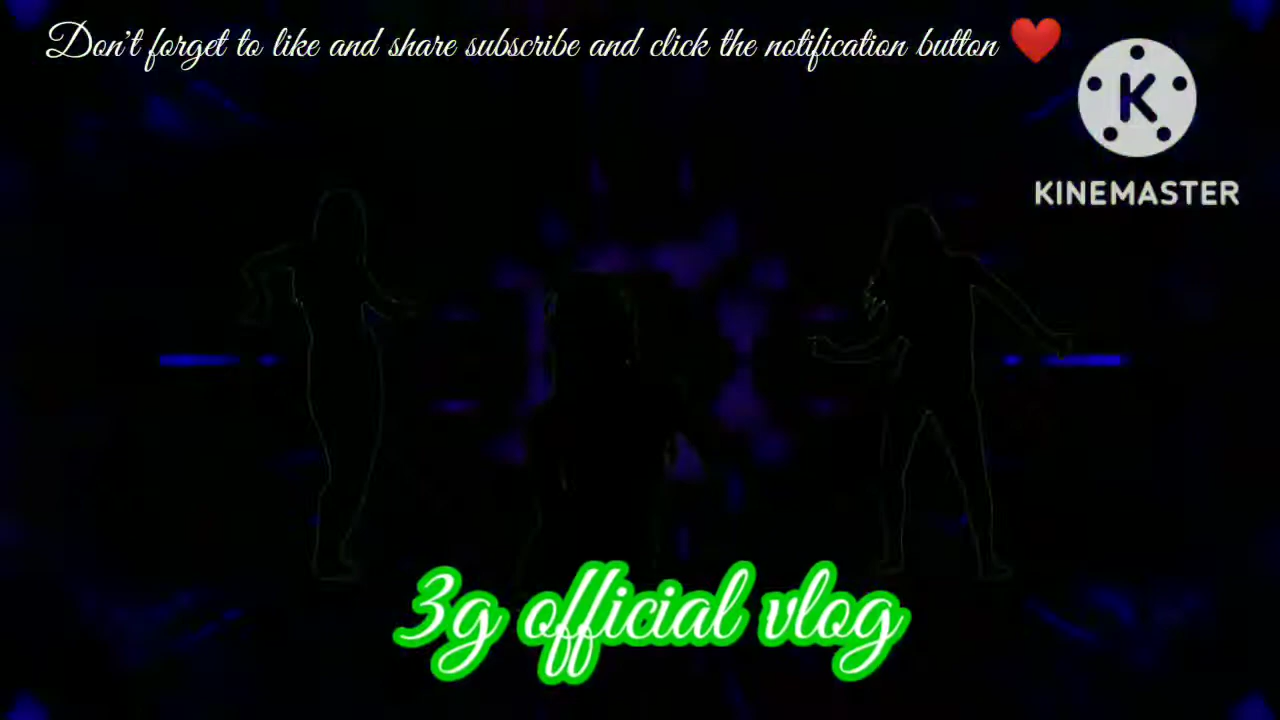 Don't forget to like and share subscribe and click the notification button ❤️
K
KINEMASTER
3g official vlog